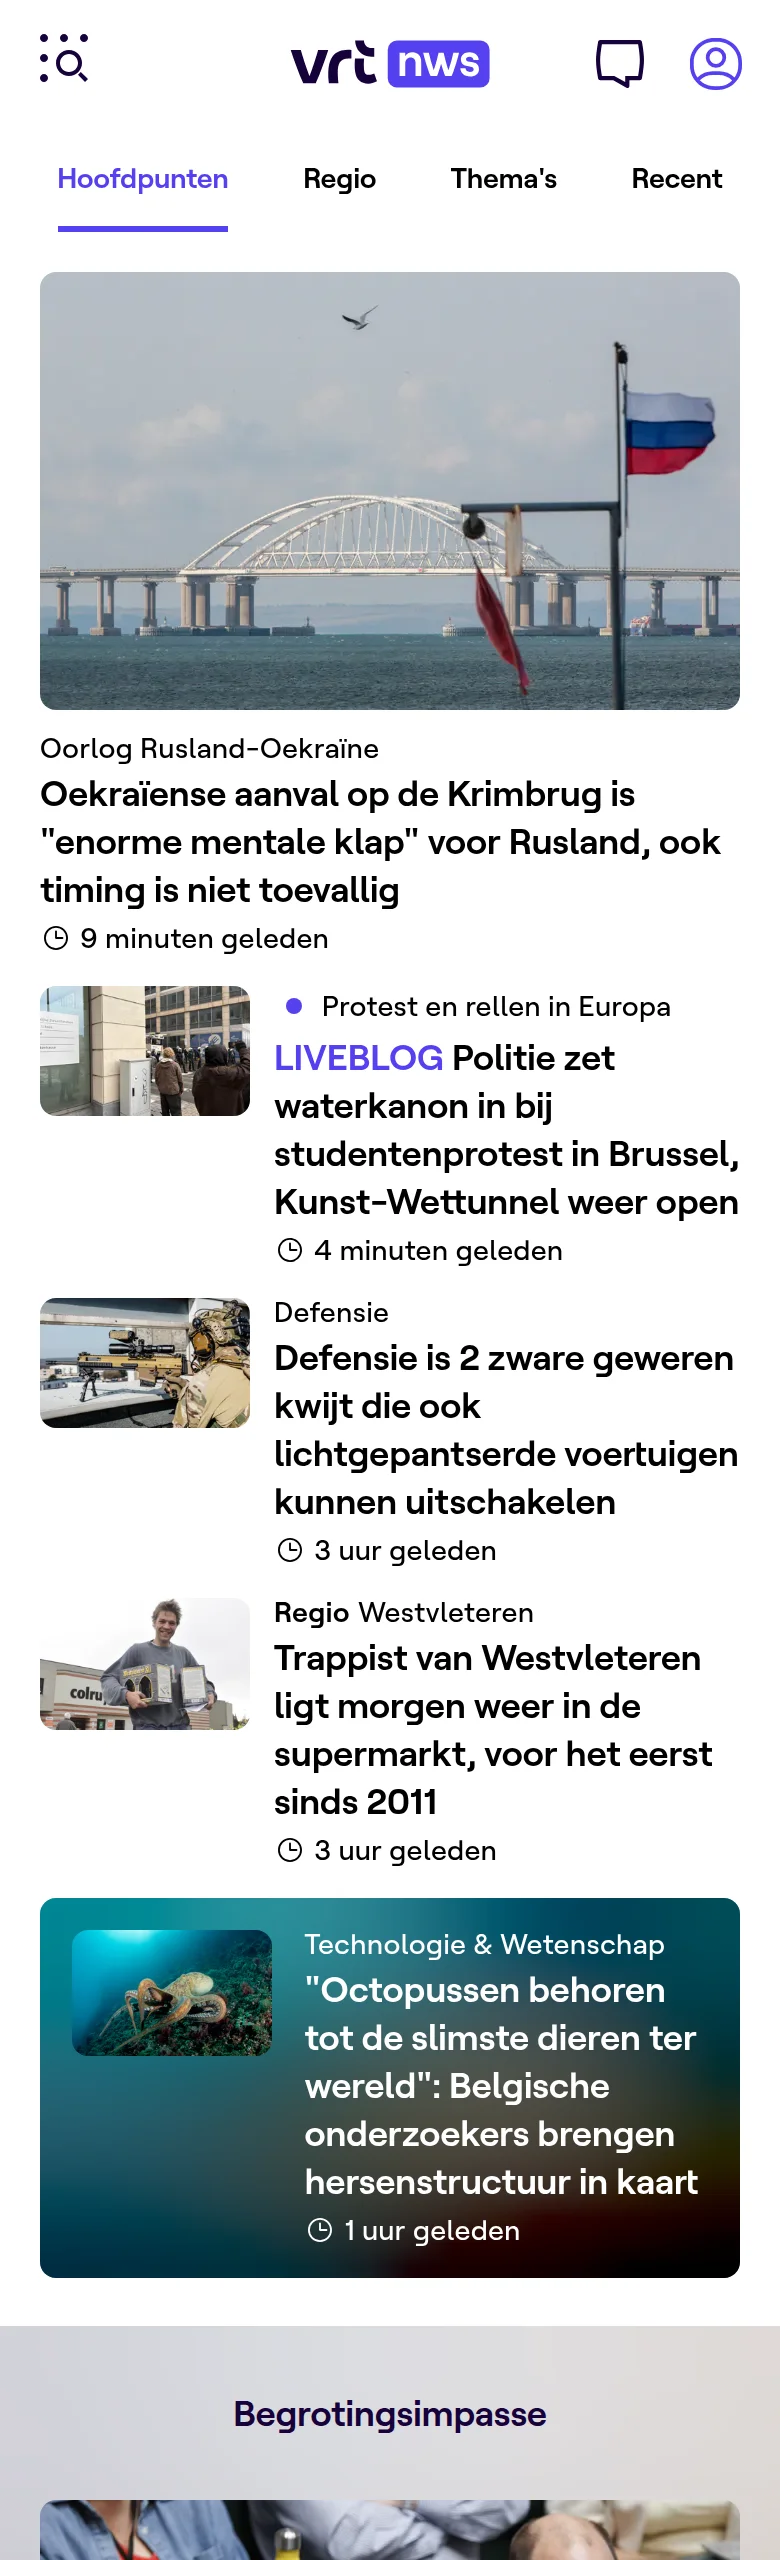 vrt nws
Hoofdpunten Regio Thema's Recent
Oorlog Rusland-Oekraïne
Oekraïense aanval op de Krimbrug is
"enorme mentale klap" voor Rusland, ook
timing is niet toevallig
9 minuten geleden
Protest en rellen in Europa
LIVEBLOG Politie zet
waterkanon in bij
studentenprotest in Brussel,
Kunst-Wettunnel weer open
4 minuten geleden
Defensie
Defensie is 2 zware geweren
kwijt die ook
lichtgepantserde voertuigen
kunnen uitschakelen
3 uur geleden
colru
Regio Westvleteren
Trappist van Westvleteren
ligt morgen weer in de
supermarkt, voor het eerst
sinds 2011
3 uur geleden
Technologie & Wetenschap
"Octopussen behoren
tot de slimste dieren ter
wereld": Belgische
onderzoekers brengen
hersenstructuur in kaart
1 uur geleden
Begrotingsimpasse